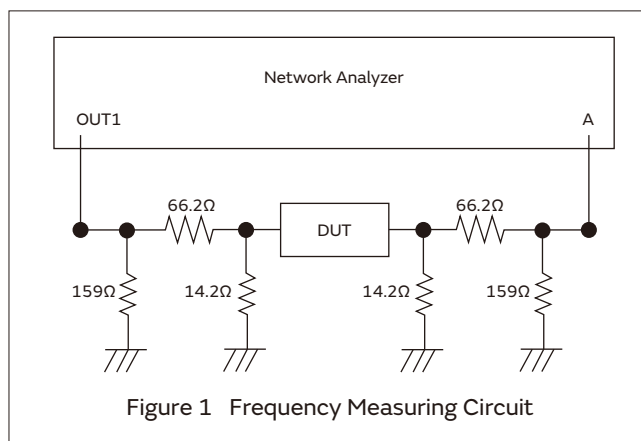 Network Analyzer
OUT1 A
66.2Ω 66.2Ω
DUT
159Ω 14.2Ω 14.2Ω 159Ω
Figure 1 Frequency Measuring Circuit